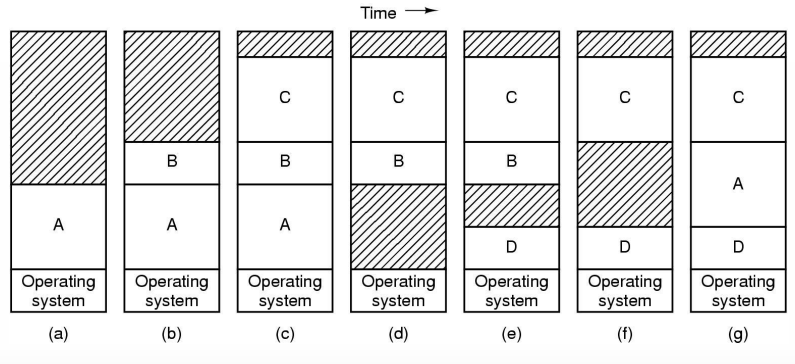 Time
A
Operating
system
(a)
B
A
Operating
system
(b)
C
B
A
Operating
system
(c)
C
B
Operating
system
(d)
C
B
D
Operating
system
(e)
C
D
Operating
system
(f)
C
A
D
Operating
system
(g)